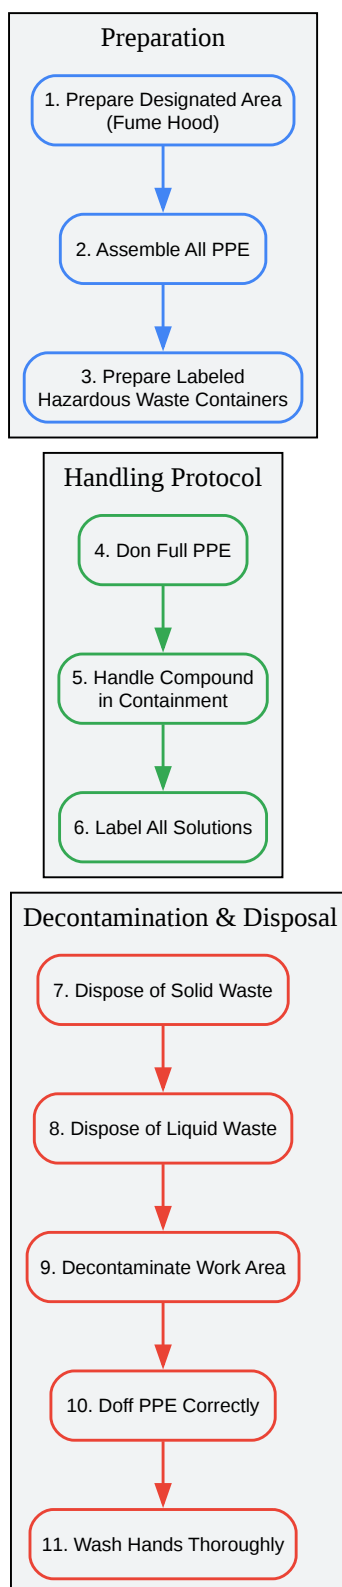 Preparation
1. Prepare Designated Area
(Fume Hood)
2. Assemble All PPE
3. Prepare Labeled
Hazardous Waste Containers
Handling Protocol
4. Don Full PPE
5. Handle Compound
in Containment
6. Label All Solutions
Decontamination & Disposal
7. Dispose of Solid Waste
8. Dispose of Liquid Waste
9. Decontaminate Work Area
10. Doff PPE Correctly
11. Wash Hands Thoroughly